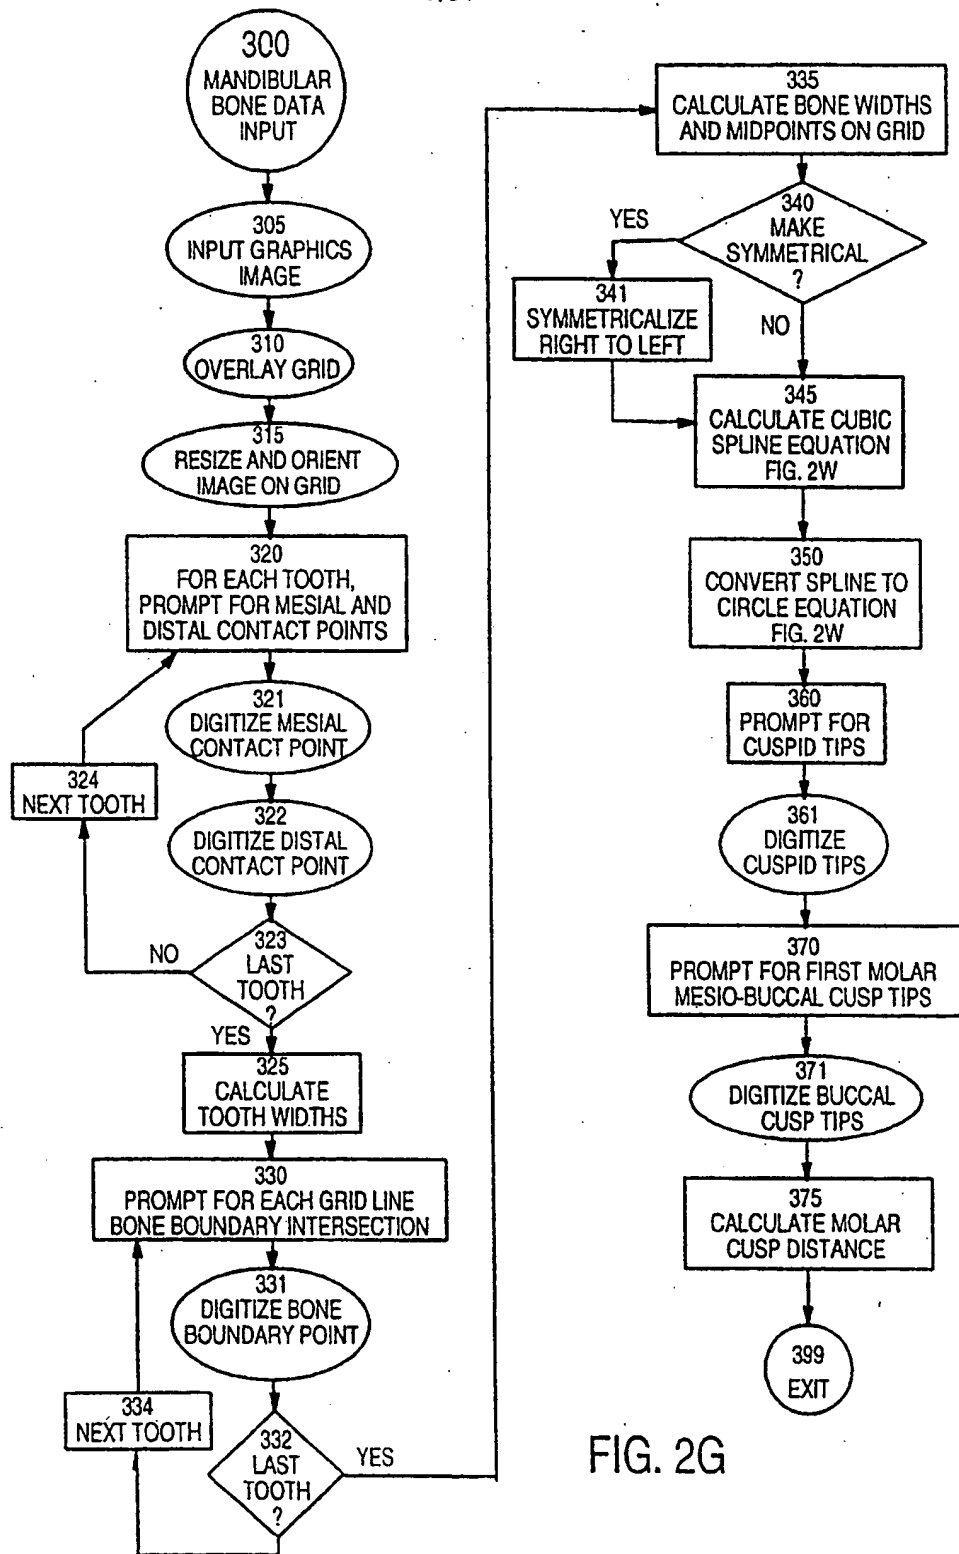 300
MANDIBULAR
BONE DATA
INPUT
305
INPUT GRAPHICS
IMAGE
310
OVERLAY GRID
315
RESIZE AND ORIENT
IMAGE ON GRID
320
FOR EACH TOOTH,
PROMPT FOR MESIAL AND
DISTAL CONTACT POINTS
321
DIGITIZE MESIAL
CONTACT POINT
324
NEXT TOOTH
322
DIGITIZE DISTAL
CONTACT POINT
323
LAST
TOOTH
?
NO
YES
325
CALCULATE
TOOTH WIDTHS
330
PROMPT FOR EACH GRID LINE
BONE BOUNDARY INTERSECTION
331
DIGITIZE BONE
BOUNDARY POINT
334
NEXT TOOTH
332
LAST
TOOTH
?
YES
335
CALCULATE BONE WIDTHS
AND MIDPOINTS ON GRID
340
MAKE
SYMMETRICAL
?
YES
NO
341
SYMMETRICALIZE
RIGHT TO LEFT
345
CALCULATE CUBIC
SPLINE EQUATION
FIG. 2W
350
CONVERT SPLINE TO
CIRCLE EQUATION
FIG. 2W
360
PROMPT FOR
CUSPID TIPS
361
DIGITIZE
CUSPID TIPS
370
PROMPT FOR FIRST MOLAR
MESIO-BUCCAL CUSP TIPS
371
DIGITIZE BUCCAL
CUSP TIPS
375
CALCULATE MOLAR
CUSP DISTANCE
399
EXIT
FIG. 2G